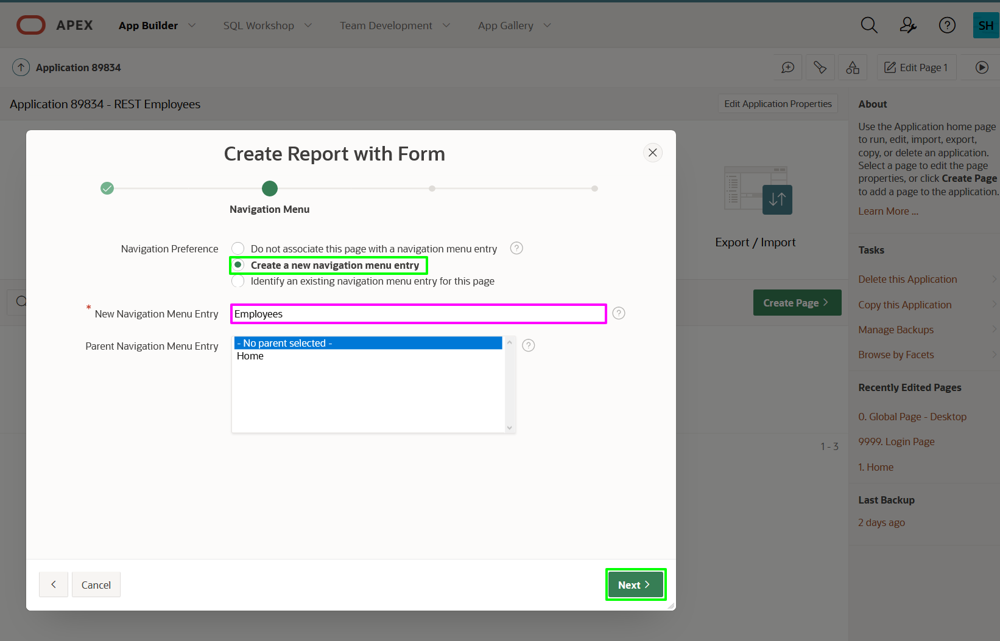 APEX
App Builder
SQL Workshop
Team Development
App Gallery
SH
Application 89834
Edit Page 1
Application 89834 - REST Employees
Edit Application Properties
Create Report with Form
Navigation Menu
Navigation Preference
Do not associate this page with a navigation menu entry
?
Create a new navigation menu entry
Identify an existing navigation menu entry for this page
* New Navigation Menu Entry
Employees
?
Parent Navigation Menu Entry
- No parent selected -
Home
?
Cancel
Next
Export / Import
Create Page
1 - 3
About
Use the Application home page
to run, edit, import, export,
copy, or delete an application.
Select a page to edit the page
properties, or click Create Page
to add a page to the application.
Learn More ...
Tasks
Delete this Application
Copy this Application
Manage Backups
Browse by Facets
Recently Edited Pages
0. Global Page - Desktop
9999. Login Page
1. Home
Last Backup
2 days ago